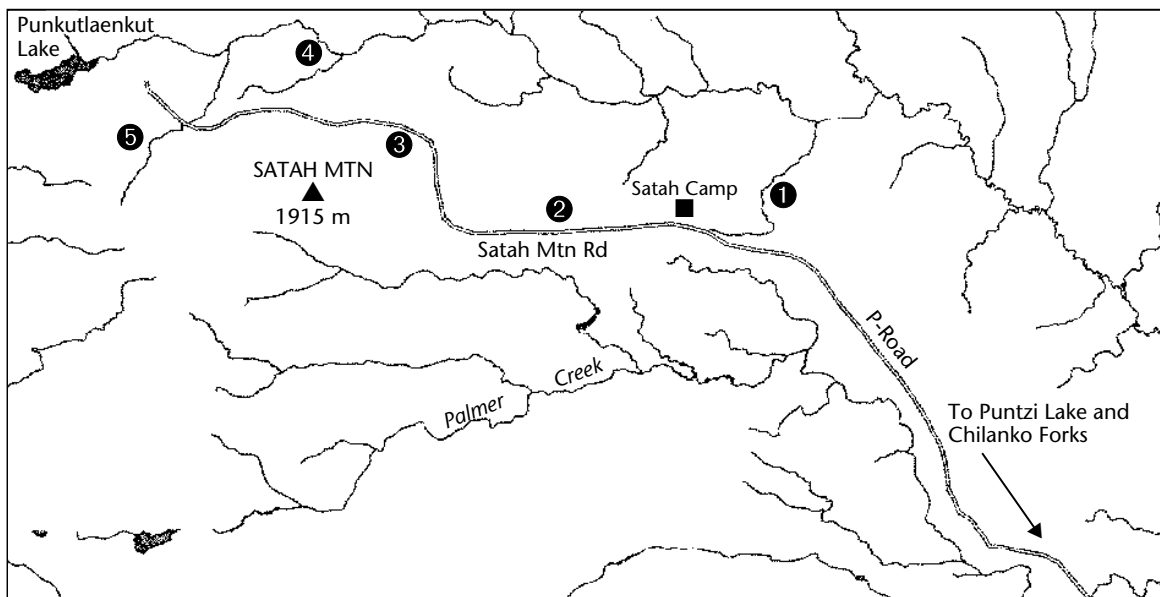 Punkutlaenkut
Lake
4
5
3
SATAH MTN
1915 m
Satah Camp
1
2
Satah Mtn Rd
P-Road
Creek
Palmer
To Puntzi Lake and
Chilanko Forks